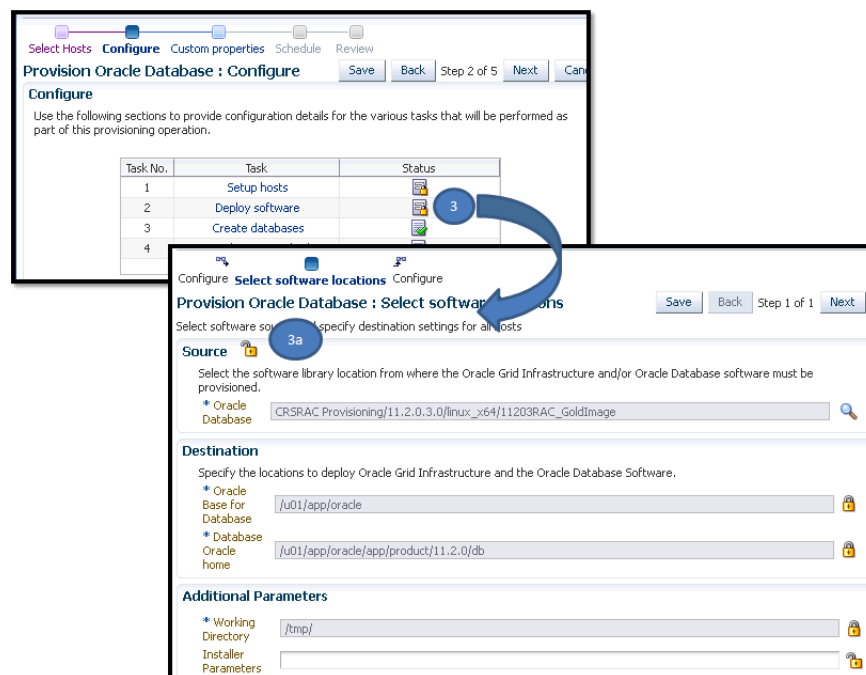 Select Hosts Configure Custom properties Schedule Review
Provision Oracle Database : Configure Save Back Step 2 of 5 Next
Configure
Use the following sections to provide configuration details for the various tasks that will be performed as
part of this provisioning operation.
Task No. Task Status
1 Setup hosts
2 Deploy software 3
3 Create databases
4
Configure Select software locations Configure
Provision Oracle Database : Select Save Back Step 1 of 1 Next
Select software specify destination settings for all hosts
Source 3a
Select the software library location from where the Oracle Grid Infrastructure and/or Oracle Database software must be
provisioned.
* Oracle
Database CRSRAC Provisioning/11.2.0.3.0/linux_x64/11203RAC_GoldImage
Destination
Specify the locations to deploy Oracle Grid Infrastructure and the Oracle Database Software.
* Oracle
Base for
Database /u01/app/oracle
* Database
Oracle
home /u01/app/oracle/app/product/11.2.0/db
Additional Parameters
* Working
Directory /tmp/
Installer
Parameters